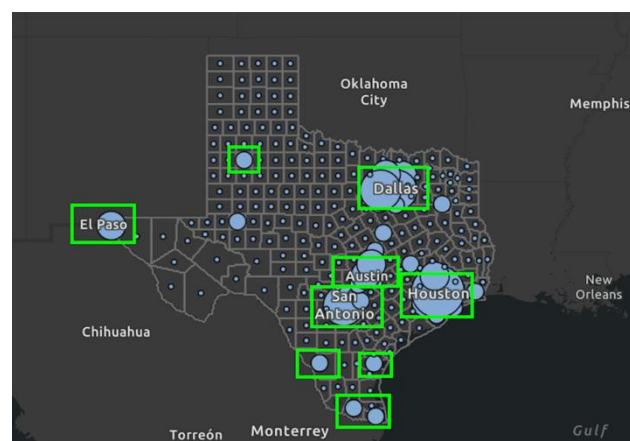 Oklahoma
City
Memphis
Dallas
El Paso
Austin
Houston
San
Antonio
New
Orleans
Chihuahua
Torreón
Monterrey
Gulf